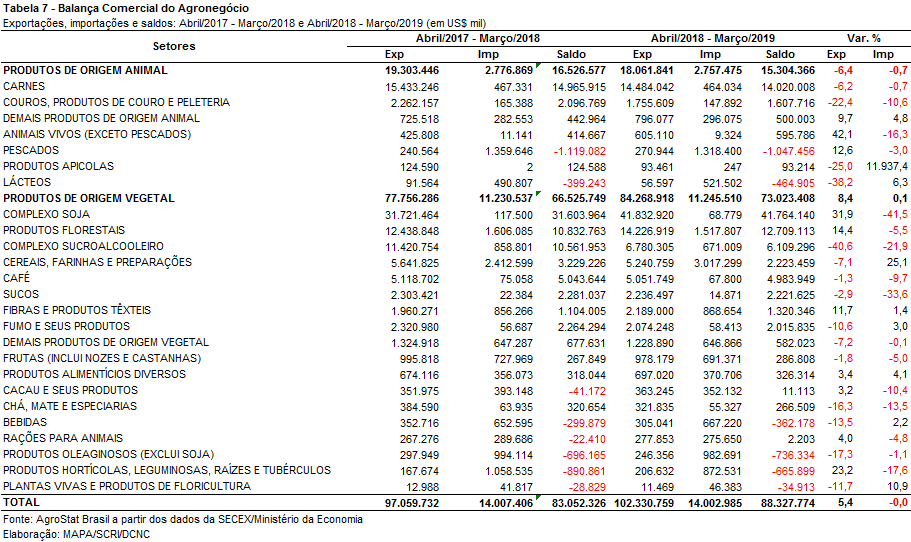 Tabela 7 - Balança Comercial do Agronegócio
Exportações, importações e saldos: Abril/2017 - Março/2018 e Abril/2018 - Março/2019 (em US$ mil)
Setores Abril/2017 - Março/2018 Abril/2018 - Março/2019 Var. %
Exp Imp Saldo Exp Imp Saldo Exp Imp
PRODUTOS DE ORIGEM ANIMAL 19.303.446 2.776.869 16.526.577 18.061.841 2.757.475 15.304.366 -6,4 -0,7
CARNES 15.433.246 467.331 14.965.915 14.484.042 464.034 14.020.008 -6,2 -0,7
COUROS, PRODUTOS DE COURO E PELETERIA 2.262.157 165.388 2.096.769 1.755.609 147.892 1.607.716 -22,4 -10,6
DEMAIS PRODUTOS DE ORIGEM ANIMAL 725.518 282.553 442.964 796.077 296.075 500.003 9,7 4,8
ANIMAIS VIVOS (EXCETO PESCADOS) 425.808 11.141 414.667 605.110 9.324 595.786 42,1 -16,3
PESCADOS 240.564 1.359.646 -1.119.082 270.944 1.318.400 -1.047.456 12,6 -3,0
PRODUTOS APICOLAS 124.590 2 124.588 93.461 247 93.214 -25,0 11.937,4
LÁCTEOS 91.564 490.807 -399.243 56.597 521.502 -464.905 -38,2 6,3
PRODUTOS DE ORIGEM VEGETAL 77.756.286 11.230.537 66.525.749 84.268.918 11.245.510 73.023.408 8,4 0,1
COMPLEXO SOJA 31.721.464 117.500 31.603.964 41.832.920 68.779 41.764.140 31,9 -41,5
PRODUTOS FLORESTAIS 12.438.848 1.606.085 10.832.763 14.226.919 1.517.807 12.709.113 14,4 -5,5
COMPLEXO SUCROALCOOLEIRO 11.420.754 858.801 10.561.953 6.780.305 671.009 6.109.296 -40,6 -21,9
CEREAIS, FARINHAS E PREPARAÇÕES 5.641.825 2.412.599 3.229.226 5.240.759 3.017.299 2.223.459 -7,1 25,1
CAFÉ 5.118.702 75.058 5.043.644 5.051.749 67.800 4.983.949 -1,3 -9,7
SUCOS 2.303.421 22.384 2.281.037 2.236.497 14.871 2.221.625 -2,9 -33,6
FIBRAS E PRODUTOS TÊXTEIS 1.960.271 856.266 1.104.005 2.189.000 868.654 1.320.346 11,7 1,4
FUMO E SEUS PRODUTOS 2.320.980 56.687 2.264.294 2.074.248 58.413 2.015.835 -10,6 3,0
DEMAIS PRODUTOS DE ORIGEM VEGETAL 1.324.918 647.287 677.631 1.228.890 646.866 582.023 -7,2 -0,1
FRUTAS (INCLUI NOZES E CASTANHAS) 995.818 727.969 267.849 978.179 691.371 286.808 -1,8 -5,0
PRODUTOS ALIMENTÍCIOS DIVERSOS 674.116 356.073 318.044 697.020 370.706 326.314 3,4 4,1
CACAU E SEUS PRODUTOS 351.975 393.148 -41.172 363.245 352.132 11.113 3,2 -10,4
CHÁ, MATE E ESPECIARIAS 384.590 63.935 320.654 321.835 55.327 266.509 -16,3 -13,5
BEBIDAS 352.716 652.595 -299.879 305.041 667.220 -362.178 -13,5 2,2
RAÇÕES PARA ANIMAIS 267.276 289.686 -22.410 277.853 275.650 2.203 4,0 -4,8
PRODUTOS OLEAGINOSOS (EXCLUI SOJA) 297.949 994.114 -696.165 246.356 982.691 -736.334 -17,3 -1,1
PRODUTOS HORTÍCOLAS, LEGUMINOSAS, RAÍZES E TUBÉRCULOS 167.674 1.058.535 -890.861 206.632 872.531 -665.899 23,2 -17,6
PLANTAS VIVAS E PRODUTOS DE FLORICULTURA 12.988 41.817 -28.829 11.469 46.383 -34.913 -11,7 10,9
TOTAL 97.059.732 14.007.406 83.052.326 102.330.759 14.002.985 88.327.774 5,4 -0,0
Fonte: AgroStat Brasil a partir dos dados da SECEX/Ministério da Economia
Elaboração: MAPA/SCRI/DCNC